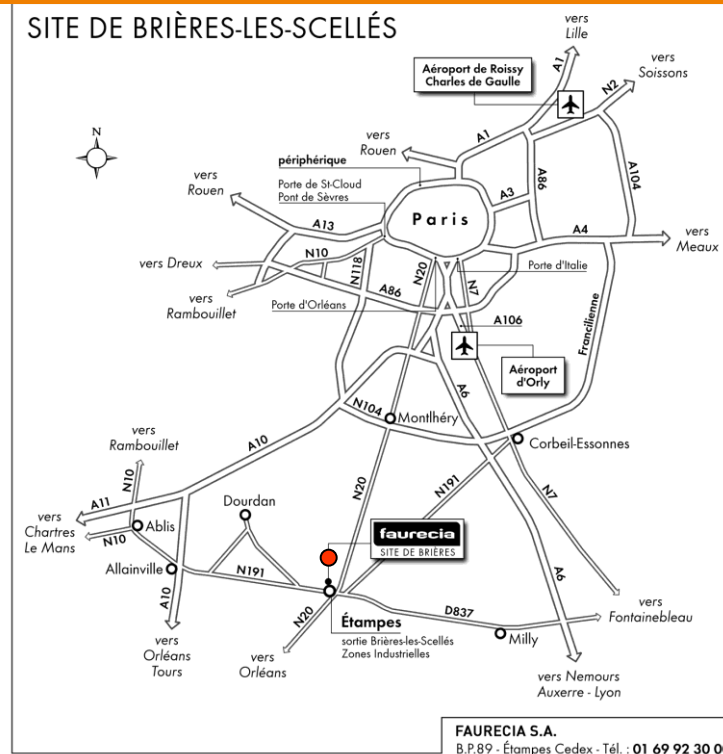 SITE DE BRIÈRES-LES-SCELLÉS
vers
Lille
A1
Aéroport de Roissy
Charles de Gaulle
vers
Soissons
N2
N
vers
Rouen
A1
périphérique
A86
A104
vers
Rouen
Porte de St-Cloud
Pont de Sèvres
A3
Paris
A13
A4
vers
Meaux
N10
vers Dreux
N118
N20
N7
Porte d'Italie
vers
Rambouillet
A86
Porte d'Orléans
A106
Francilienne
Aéroport
d'Orly
A6
N104
Montlhéry
Corbeil-Essonnes
vers
Rambouillet
A10
N10
N20
N191
N7
A11
vers
Chartres
Le Mans
Dourdan
Ablis
N10
faurecia
SITE DE BRIÈRES
Allainville
N191
A10
A6
vers
Fontainebleau
N20
Étampes
sortie Brières-les-Scellés
Zones Industrielles
D837
Milly
vers
Orléans
Tours
vers
Orléans
vers Nemours
Auxerre - Lyon
FAURECIA S.A.
B.P.89 - Étampes Cedex - Tél. : 01 69 92 30 0